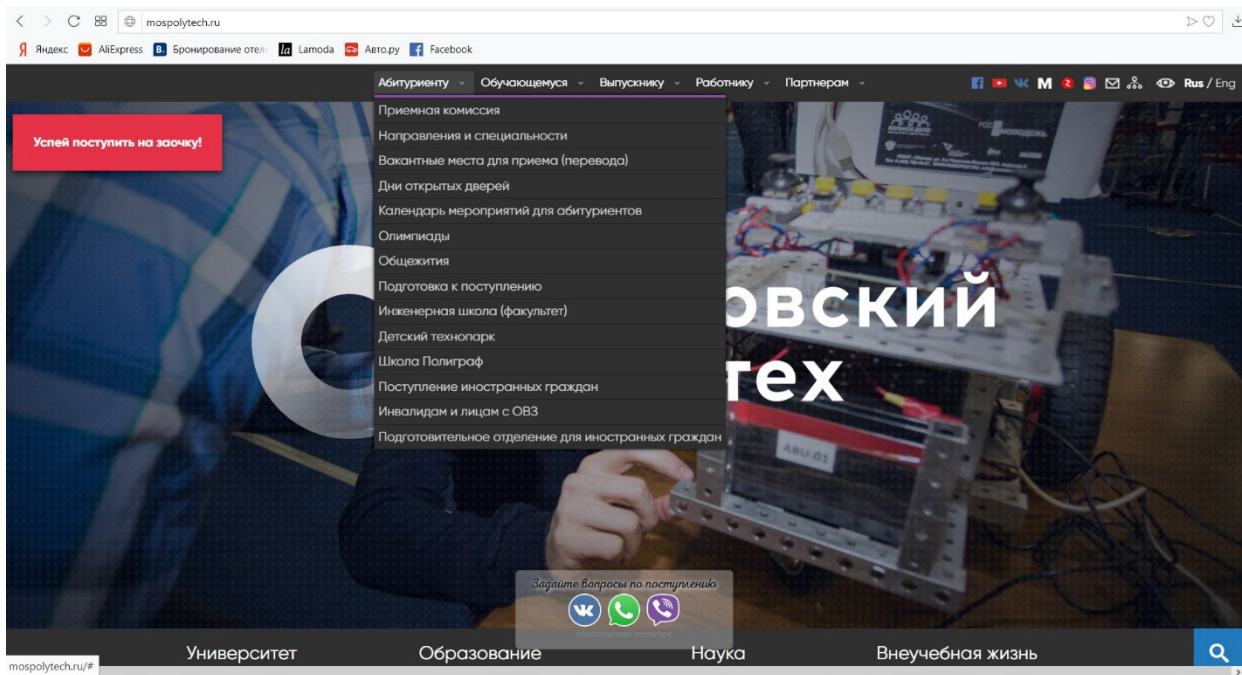 mospolytech.ru
Яндекс AliExpress Бронирование отел Lamoda Авто.ру Facebook
Абитуриенту Обучающемуся Выпускнику Работнику Партнерам Rus / Eng
Успей поступить на заочку!
Приемная комиссия
Направления и специальности
Вакантные места для приема (перевода)
Дни открытых дверей
Календарь мероприятий для абитуриентов
Олимпиады
Общежития
Подготовка к поступлению
Инженерная школа (факультет)
Детский технопарк
Школа Полиграф
Поступление иностранных граждан
Инвалидам и лицам с ОВЗ
Подготовительное отделение для иностранных граждан
овский
тех
ABU-01
Задайте вопросы по поступлению
Московский политех
Университет Образование Наука Внеучебная жизнь
mospolytech.ru/#